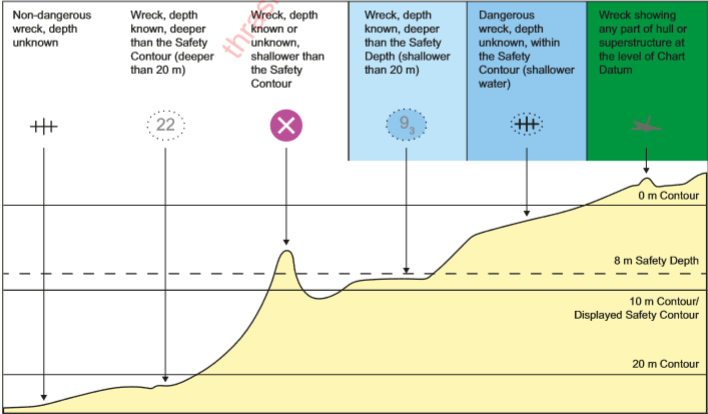 Non-dangerous
wreck, depth
unknown
Wreck, depth
known, deeper
than the Safety
Contour (deeper
than 20 m)
Wreck, depth
known or
unknown,
shallower than
the Safety
Contour
Wreck, depth
known, deeper
than the Safety
Depth (shallower
than 20 m)
Dangerous
wreck, depth
unknown, within
the Safety
Contour (shallower
water)
Wreck showing
any part of hull or
superstructure at
the level of Chart
Datum
22
9₃
0 m Contour
8 m Safety Depth
10 m Contour/
Displayed Safety Contour
20 m Contour